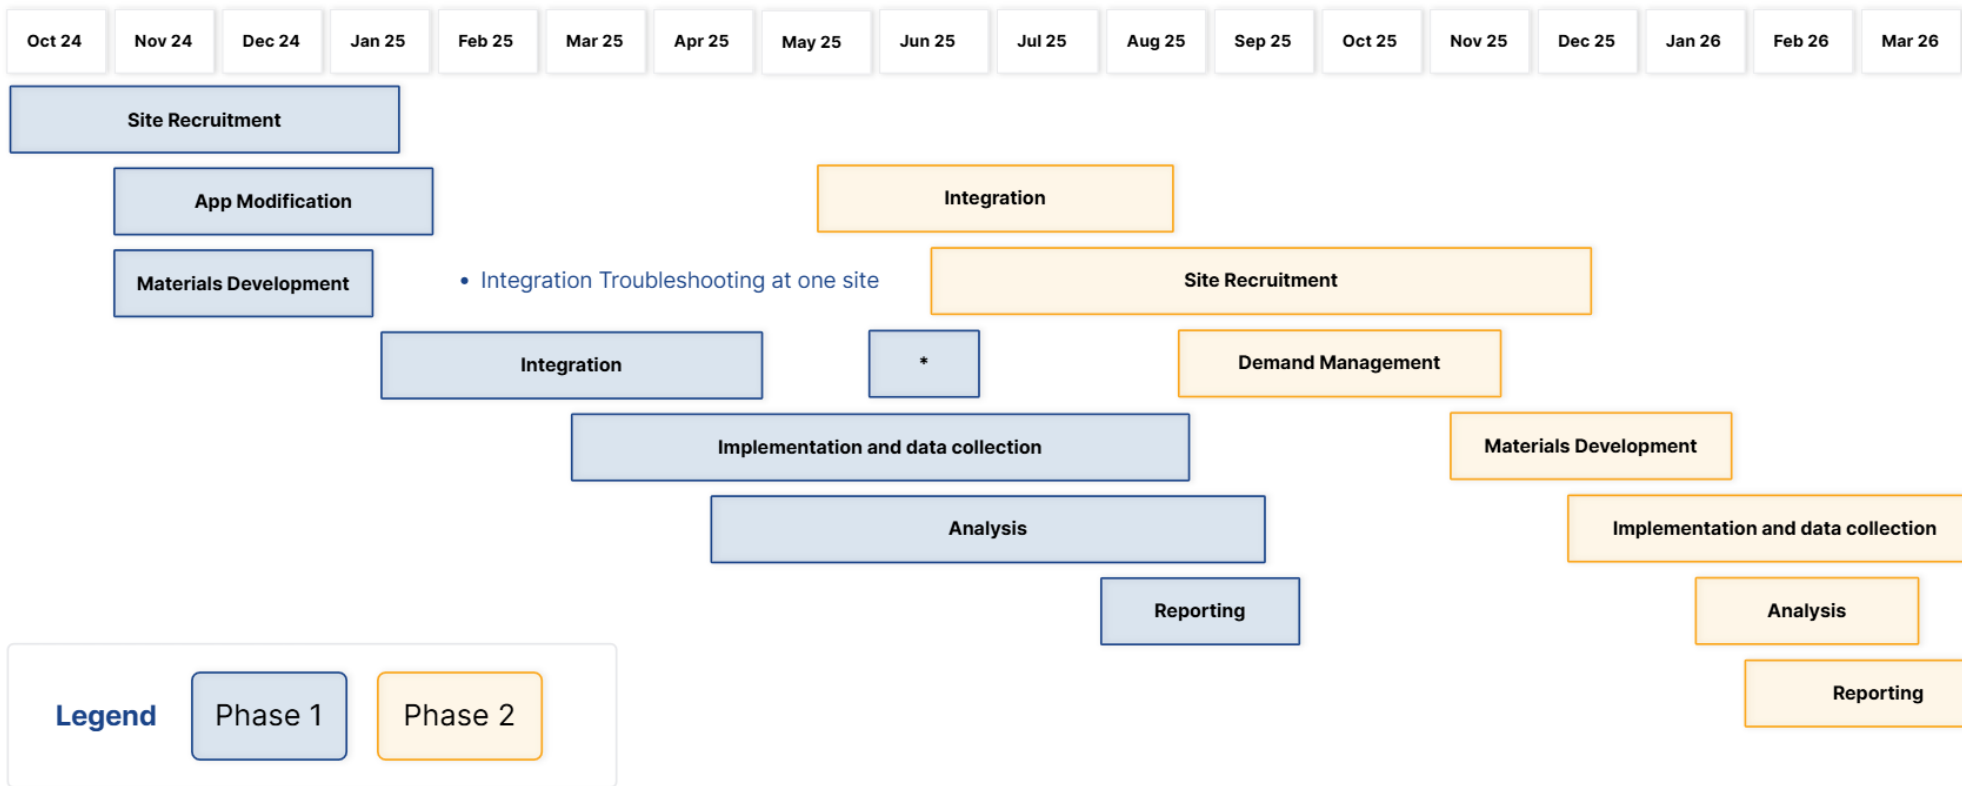 Oct 24 Nov 24 Dec 24 Jan 25 Feb 25 Mar 25 Apr 25 May 25 Jun 25 Jul 25 Aug 25 Sep 25 Oct 25 Nov 25 Dec 25 Jan 26 Feb 26 Mar 26
Site Recruitment
App Modification
Integration
Materials Development
• Integration Troubleshooting at one site
Site Recruitment
Integration
*
Demand Management
Implementation and data collection
Materials Development
Analysis
Implementation and data collection
Reporting
Analysis
Reporting
Legend
Phase 1
Phase 2